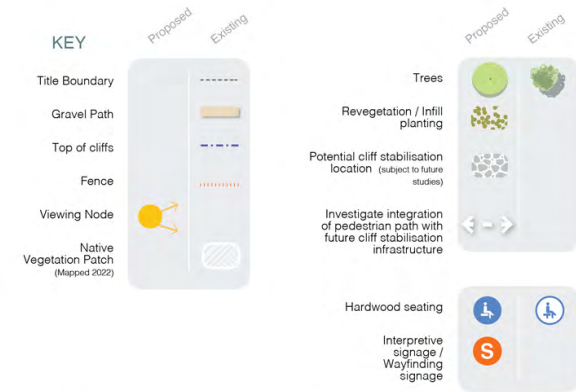 KEY
Proposed
Existing
Title Boundary
Gravel Path
Top of cliffs
Fence
Viewing Node
Native
Vegetation Patch
(Mapped 2022)
Proposed
Existing
Trees
Revegetation / Infill
planting
Potential cliff stabilisation
location (subject to future
studies)
Investigate integration
of pedestrian path with
future cliff stabilisation
infrastructure
Hardwood seating
Interpretive
signage /
Wayfinding
signage
S